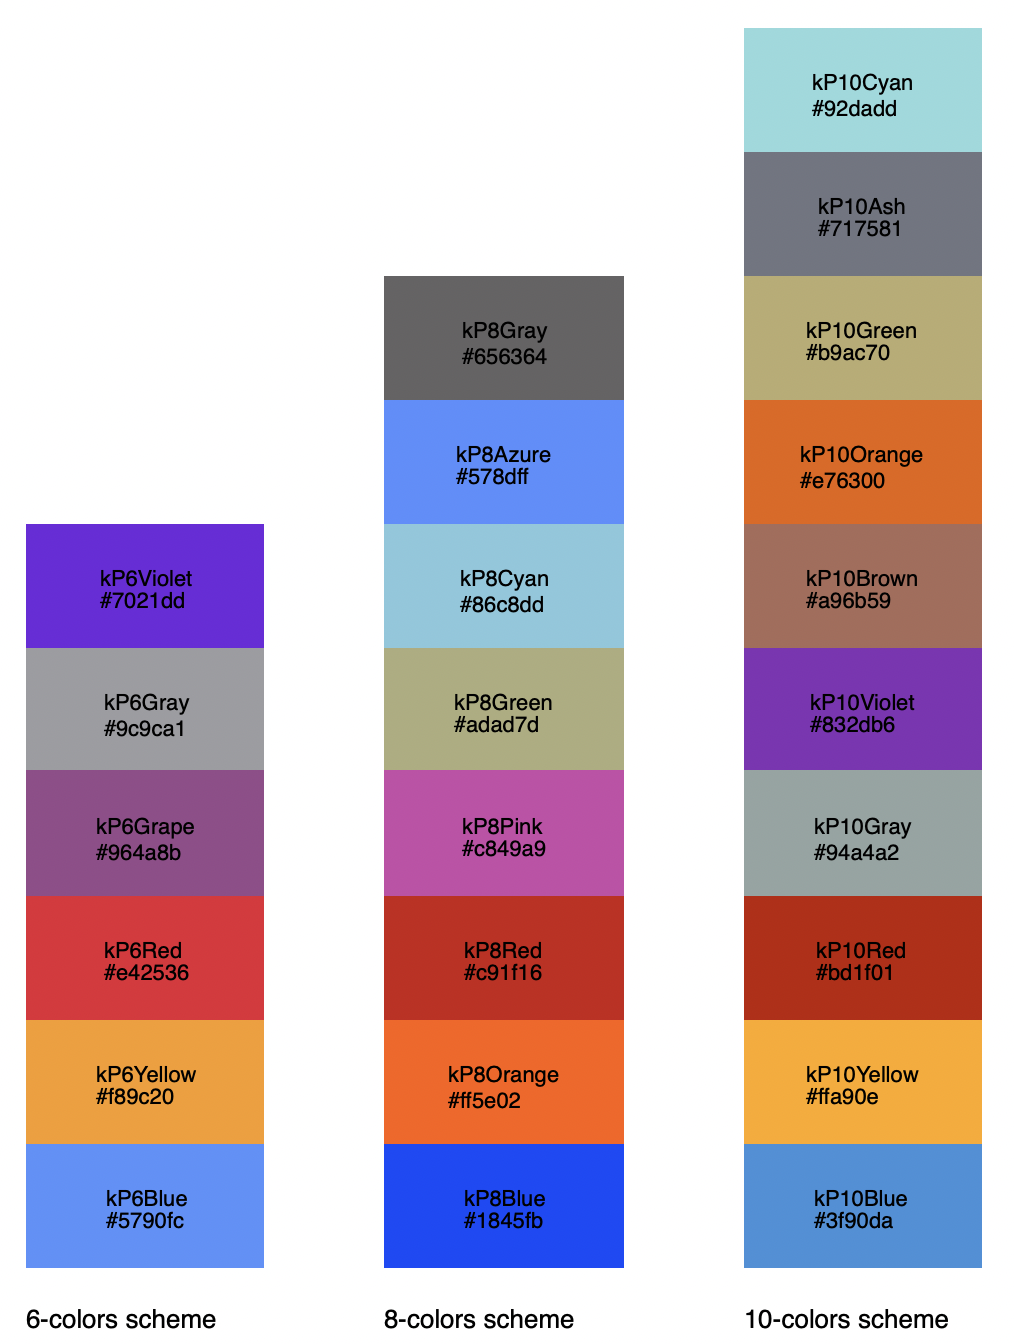 kP6Violet
#7021dd
kP6Gray
#9c9ca1
kP6Grape
#964a8b
kP6Red
#e42536
kP6Yellow
#f89c20
kP6Blue
#5790fc
6-colors scheme
kP8Gray
#656364
kP8Azure
#578dff
kP8Cyan
#86c8dd
kP8Green
#adad7d
kP8Pink
#c849a9
kP8Red
#c91f16
kP8Orange
#ff5e02
kP8Blue
#1845fb
8-colors scheme
kP10Cyan
#92dadd
kP10Ash
#717581
kP10Green
#b9ac70
kP10Orange
#e76300
kP10Brown
#a96b59
kP10Violet
#832db6
kP10Gray
#94a4a2
kP10Red
#bd1f01
kP10Yellow
#ffa90e
kP10Blue
#3f90da
10-colors scheme